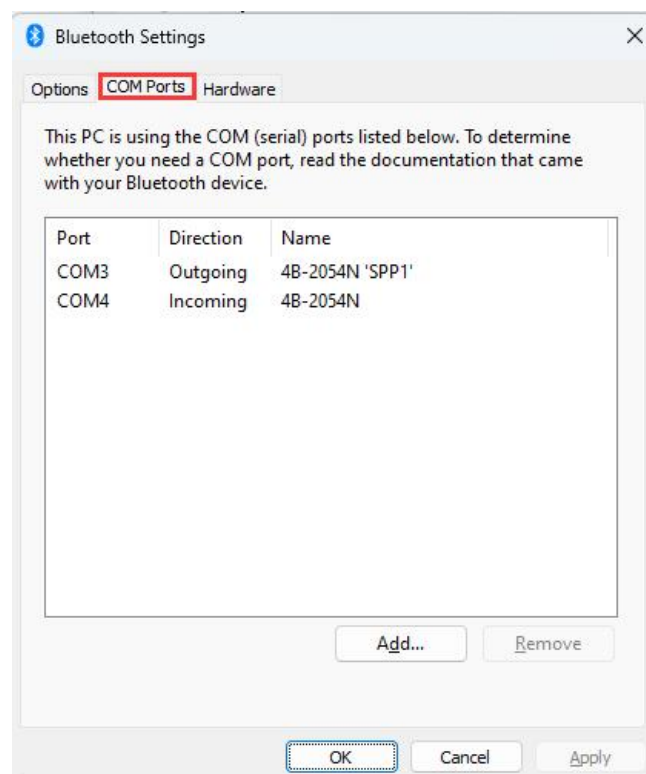 Bluetooth Settings
Options COM Ports Hardware
This PC is using the COM (serial) ports listed below. To determine
whether you need a COM port, read the documentation that came
with your Bluetooth device.
Port Direction Name
COM3 Outgoing 4B-2054N 'SPP1'
COM4 Incoming 4B-2054N
Add... Remove
OK Cancel Apply